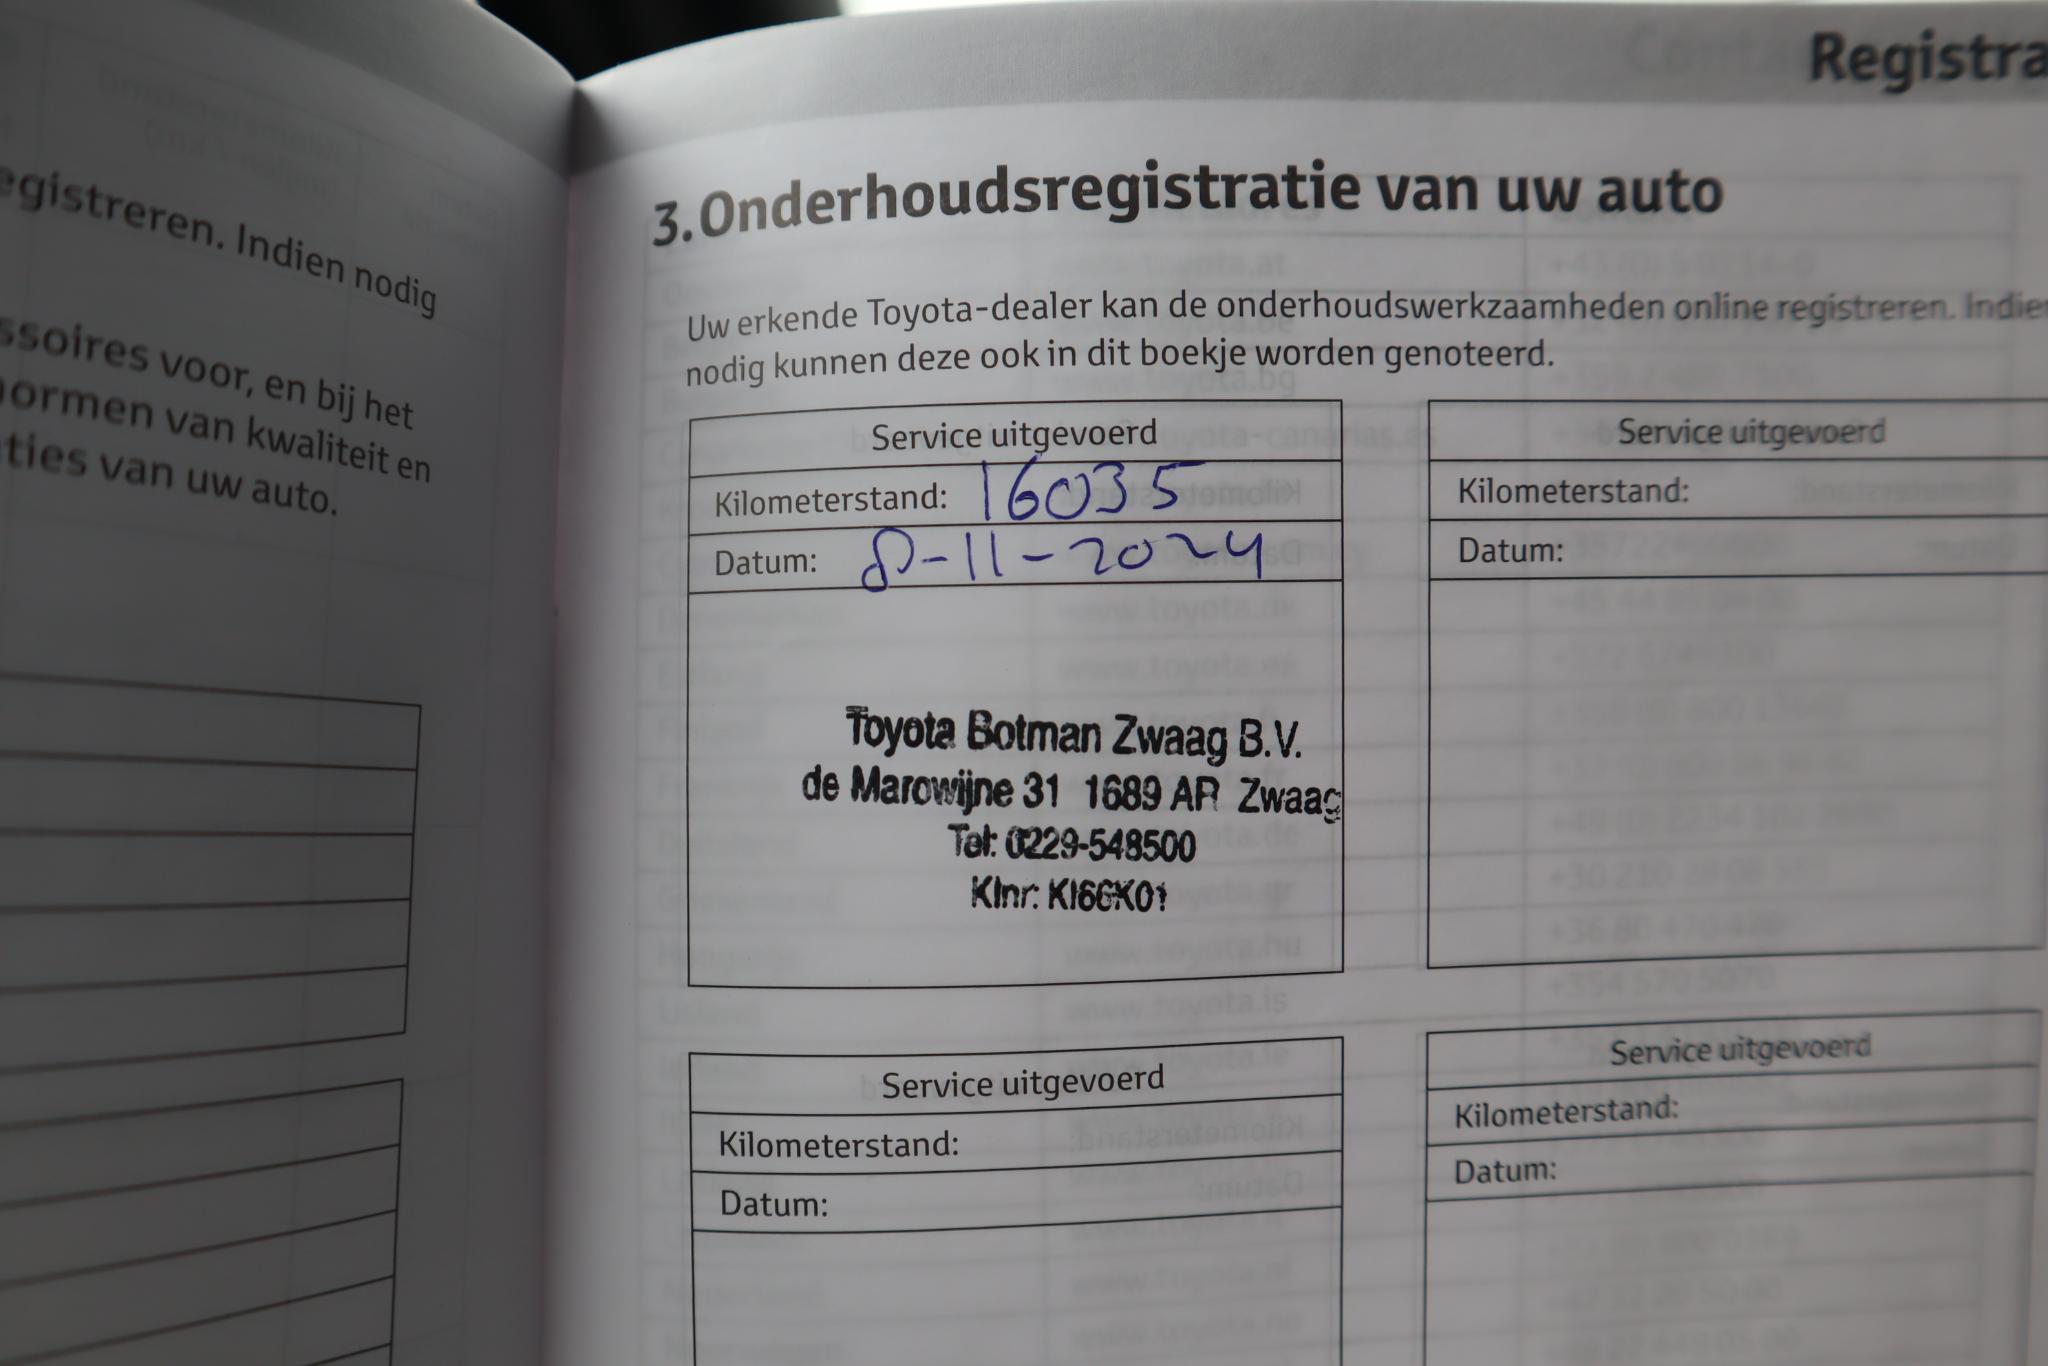 egistreren. Indien nodig
ssoires voor, en bij het
normen van kwaliteit en
ties van uw auto.
Registra
3. Onderhoudsregistratie van uw auto
Uw erkende Toyota-dealer kan de onderhoudswerkzaamheden online registreren. Indien
nodig kunnen deze ook in dit boekje worden genoteerd.
Service uitgevoerd
Kilometerstand: 16035
Datum: 8-11-2024
Toyota Botman Zwaag B.V.
de Marowijne 31 1689 AR Zwaag
Tel: 0229-548500
Klnr: KI66X01
Service uitgevoerd
Kilometerstand:
Datum:
Service uitgevoerd
Kilometerstand:
Datum:
Service uitgevoerd
Kilometerstand:
Datum: